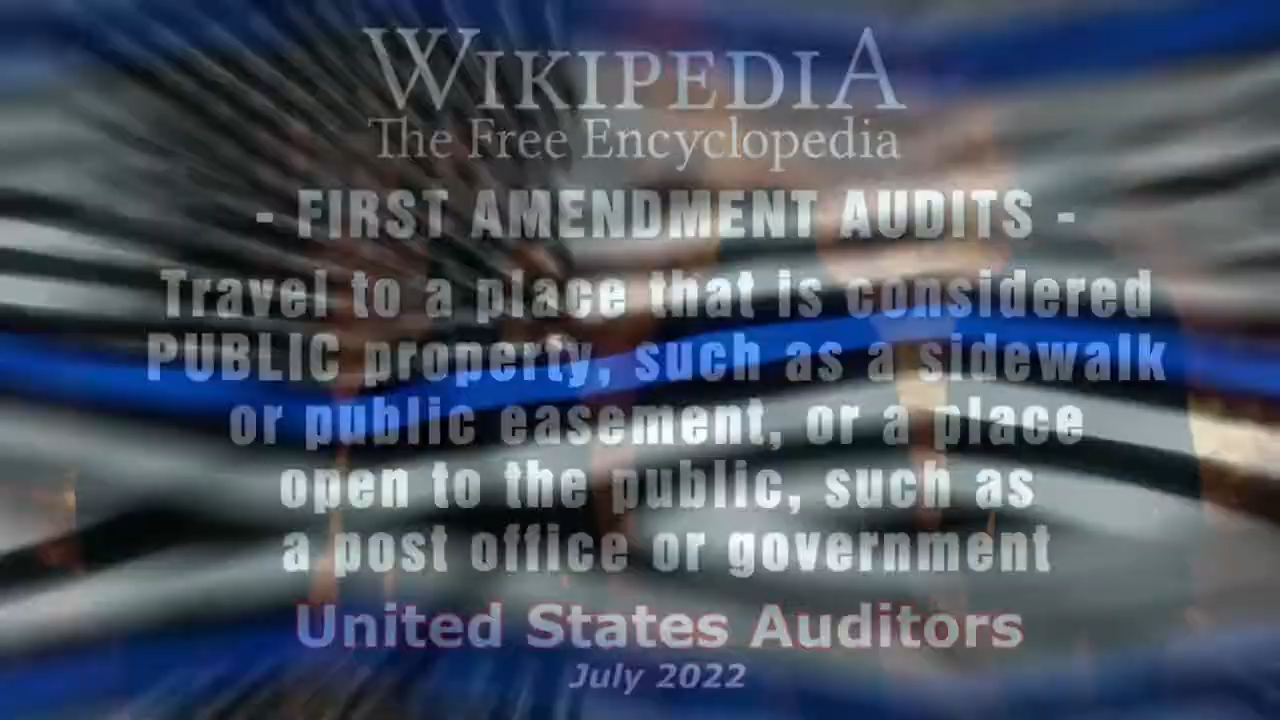 WIKIPEDIA
The Free Encyclopedia
- FIRST AMENDMENT AUDITS -
Travel to a place that is considered
PUBLIC property, such as a sidewalk
or public easement, or a place
open to the public, such as
a post office or government
United States Auditors
July 2022